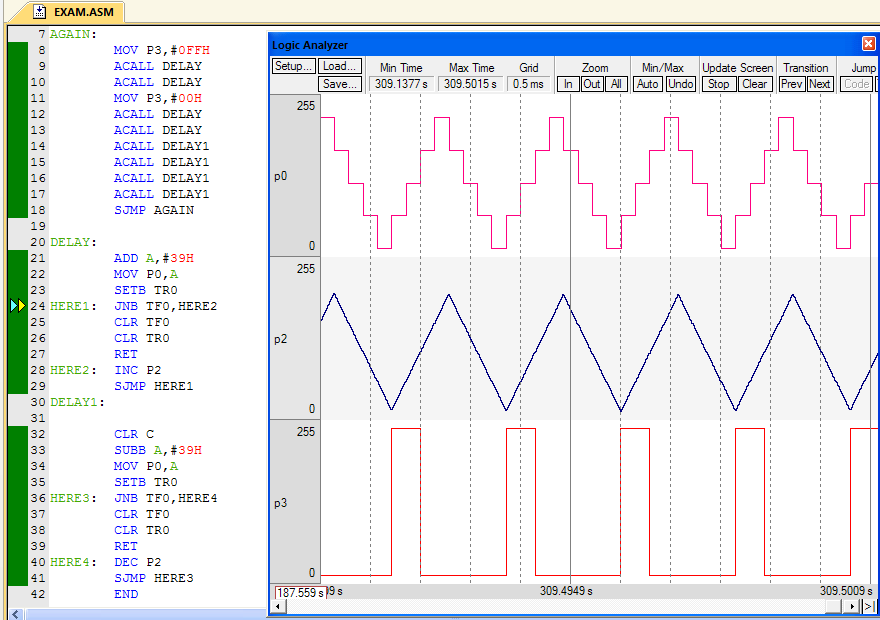 EXAM.ASM
7 AGAIN:
8 MOV P3,#0FFH
9 ACALL DELAY
10 ACALL DELAY
11 MOV P3,#00H
12 ACALL DELAY
13 ACALL DELAY
14 ACALL DELAY1
15 ACALL DELAY1
16 ACALL DELAY1
17 ACALL DELAY1
18 SJMP AGAIN
19
20 DELAY:
21 ADD A,#39H
22 MOV P0,A
23 SETB TR0
24 HERE1: JNB TF0,HERE2
25 CLR TF0
26 CLR TR0
27 RET
28 HERE2: INC P2
29 SJMP HERE1
30 DELAY1:
31
32 CLR C
33 SUBB A,#39H
34 MOV P0,A
35 SETB TR0
36 HERE3: JNB TF0,HERE4
37 CLR TF0
38 CLR TR0
39 RET
40 HERE4: DEC P2
41 SJMP HERE3
42 END
Logic Analyzer
Setup... Load... Min Time Max Time Grid Zoom Min/Max Update Screen Transition Jump
Save... 309.1377 s 309.5015 s 0.5 ms In Out All Auto Undo Stop Clear Prev Next Code
255
p0
0
255
p2
0
255
p3
0
187.559 s 9 s 309.4949 s 309.5009 s